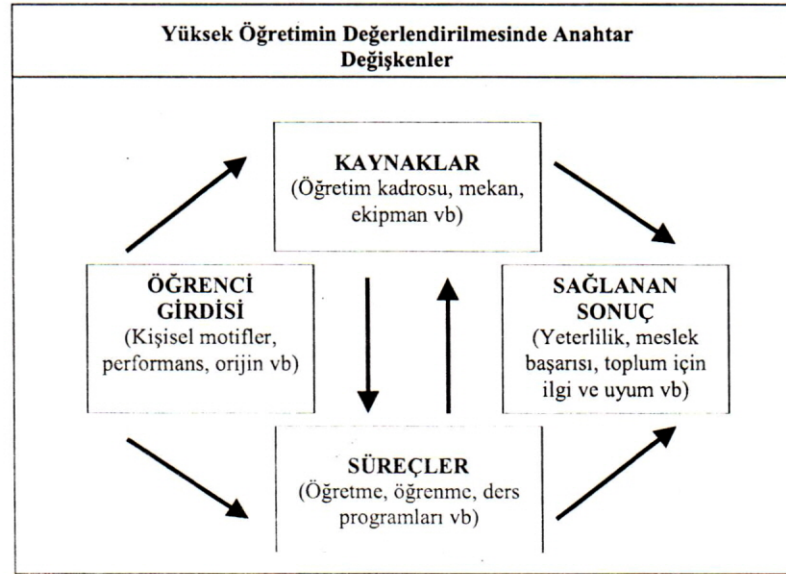 Yüksek Öğretimin Değerlendirilmesinde Anahtar
Değişkenler
KAYNAKLAR
(Öğretim kadrosu, mekan,
ekipman vb)
ÖĞRENCİ
GİRDİSİ
(Kişisel motifler,
performans, orijin vb)
SAĞLANAN
SONUÇ
(Yeterlilik, meslek
başarısı, toplum için
ilgi ve uyum vb)
SÜREÇLER
(Öğretme, öğrenme, ders
programları vb)